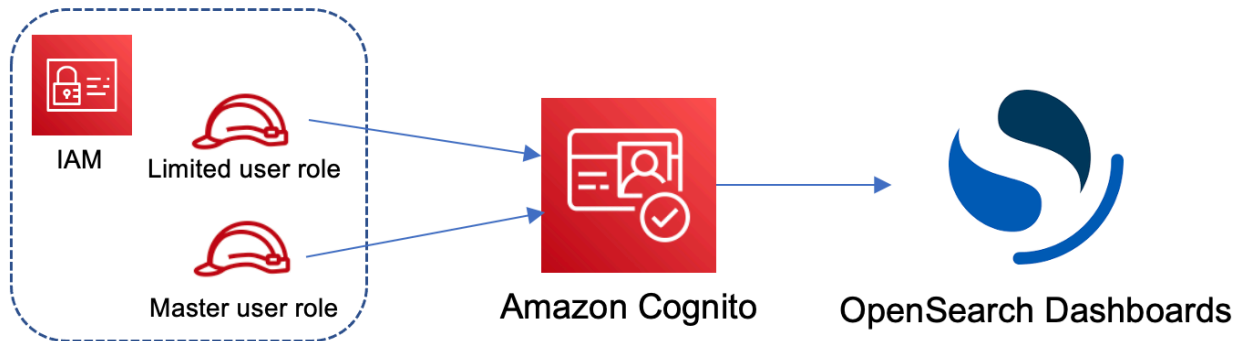 IAM
Limited user role
Master user role
Amazon Cognito
OpenSearch Dashboards